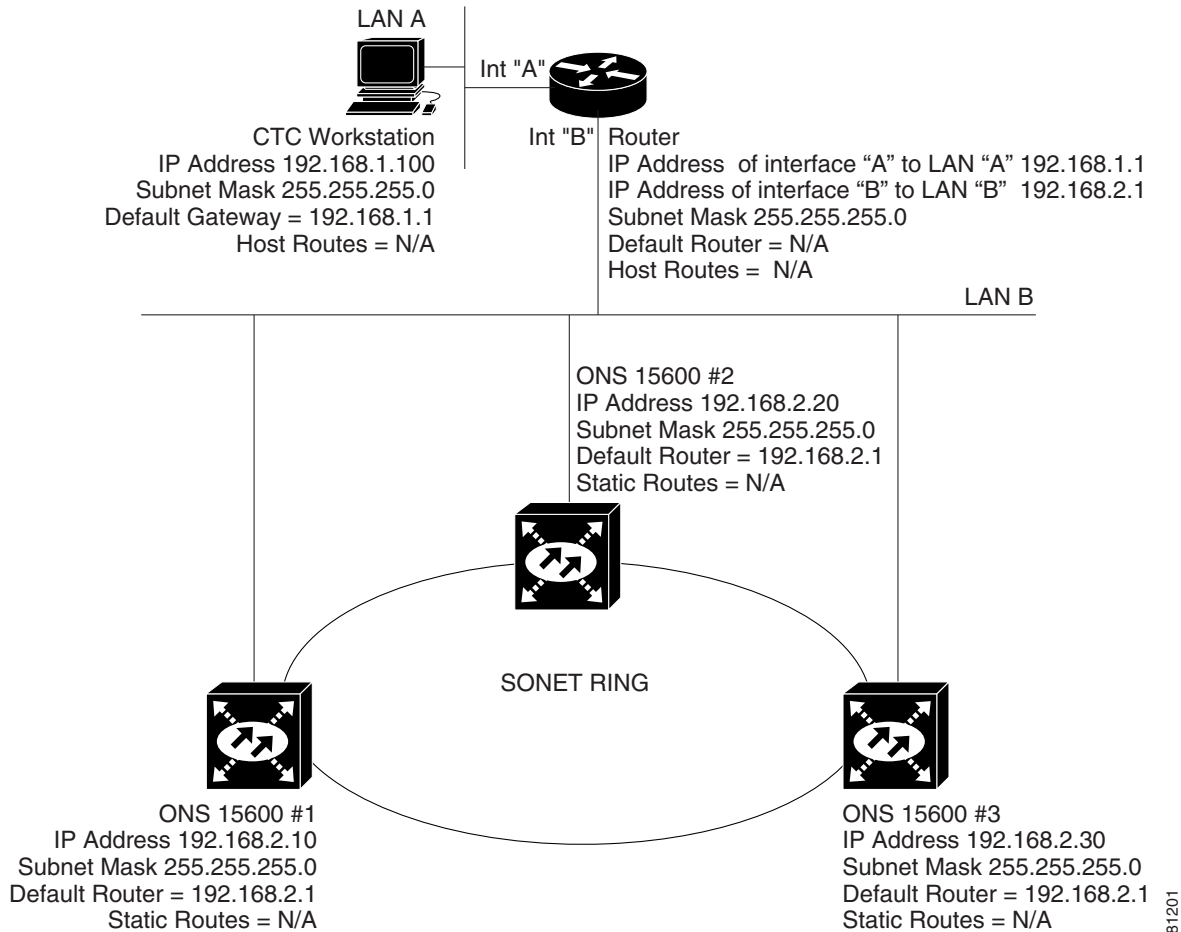 LAN A
Int "A"
CTC Workstation
IP Address 192.168.1.100
Subnet Mask 255.255.255.0
Default Gateway = 192.168.1.1
Host Routes = N/A
Int "B"
Router
IP Address of interface “A” to LAN “A” 192.168.1.1
IP Address of interface “B” to LAN “B” 192.168.2.1
Subnet Mask 255.255.255.0
Default Router = N/A
Host Routes = N/A
LAN B
ONS 15600 #2
IP Address 192.168.2.20
Subnet Mask 255.255.255.0
Default Router = 192.168.2.1
Static Routes = N/A
SONET RING
ONS 15600 #1
IP Address 192.168.2.10
Subnet Mask 255.255.255.0
Default Router = 192.168.2.1
Static Routes = N/A
ONS 15600 #3
IP Address 192.168.2.30
Subnet Mask 255.255.255.0
Default Router = 192.168.2.1
Static Routes = N/A
81201